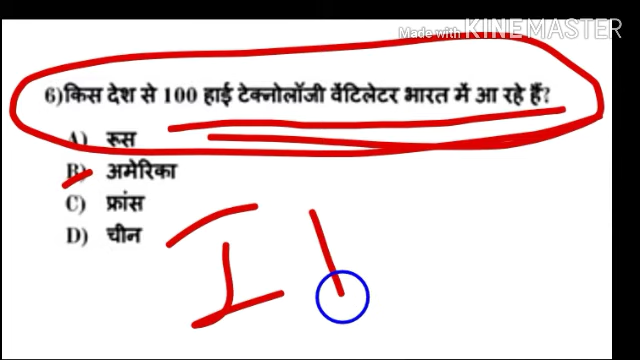 Made with KINEMASTER
6)किस देश से 100 हाई टेक्नोलॉजी वेंटिलेटर भारत में आ रहे हैं?
A) रूस
B) अमेरिका
C) फ्रांस
D) चीन
I